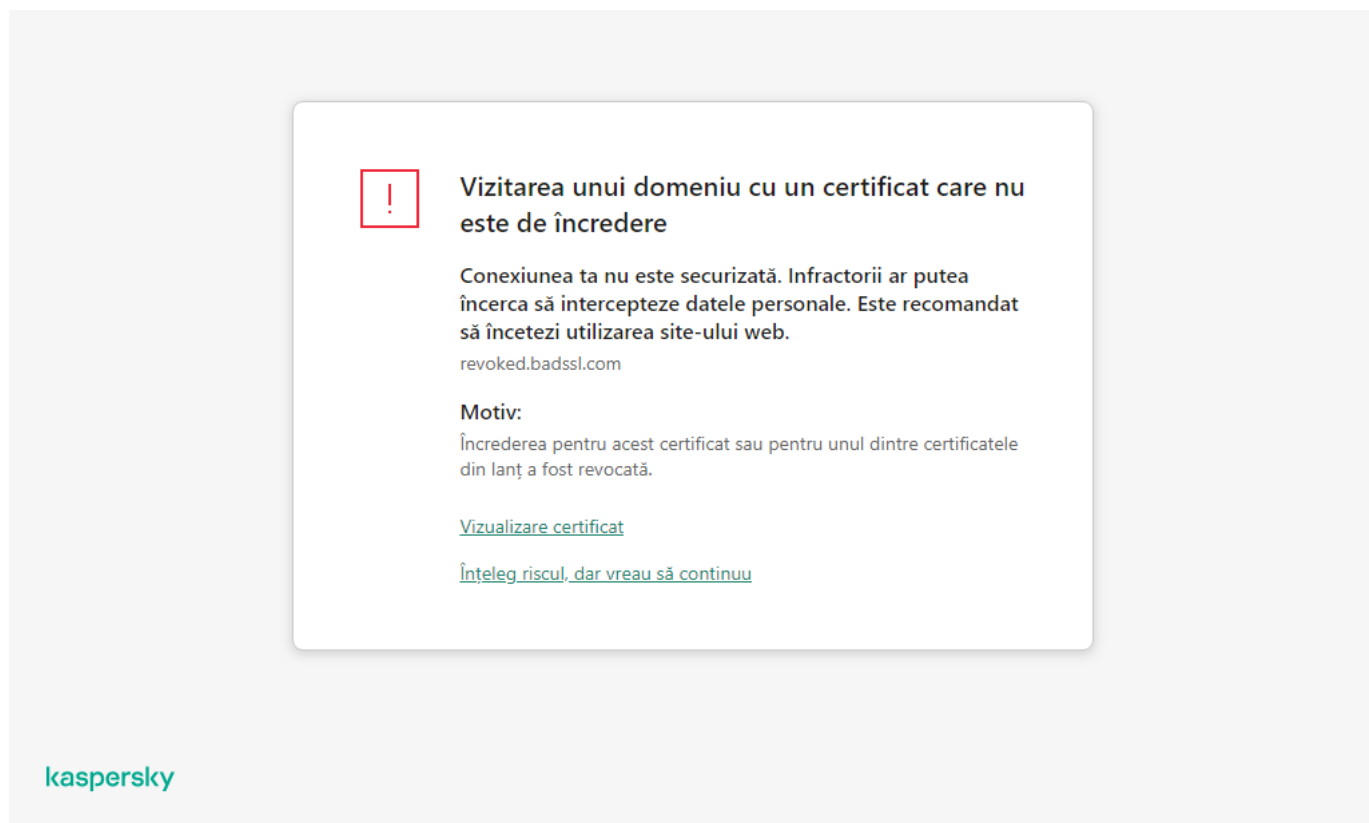 !
Vizitarea unui domeniu cu un certificat care nu
este de încredere
Conexiunea ta nu este securizată. Infractorii ar putea
încerca să intercepteze datele personale. Este recomandat
să încetezi utilizarea site-ului web.
revoked.badssl.com
Motiv:
Încrederea pentru acest certificat sau pentru unul dintre certificatele
din lanț a fost revocată.
Vizualizare certificat
Înțeleg riscul, dar vreau să continuu
kaspersky